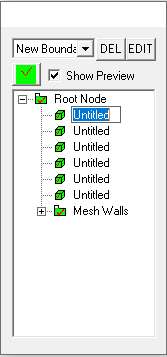 New Bounda DEL EDIT
Show Preview
Root Node
Untitled
Untitled
Untitled
Untitled
Untitled
Untitled
Mesh Walls